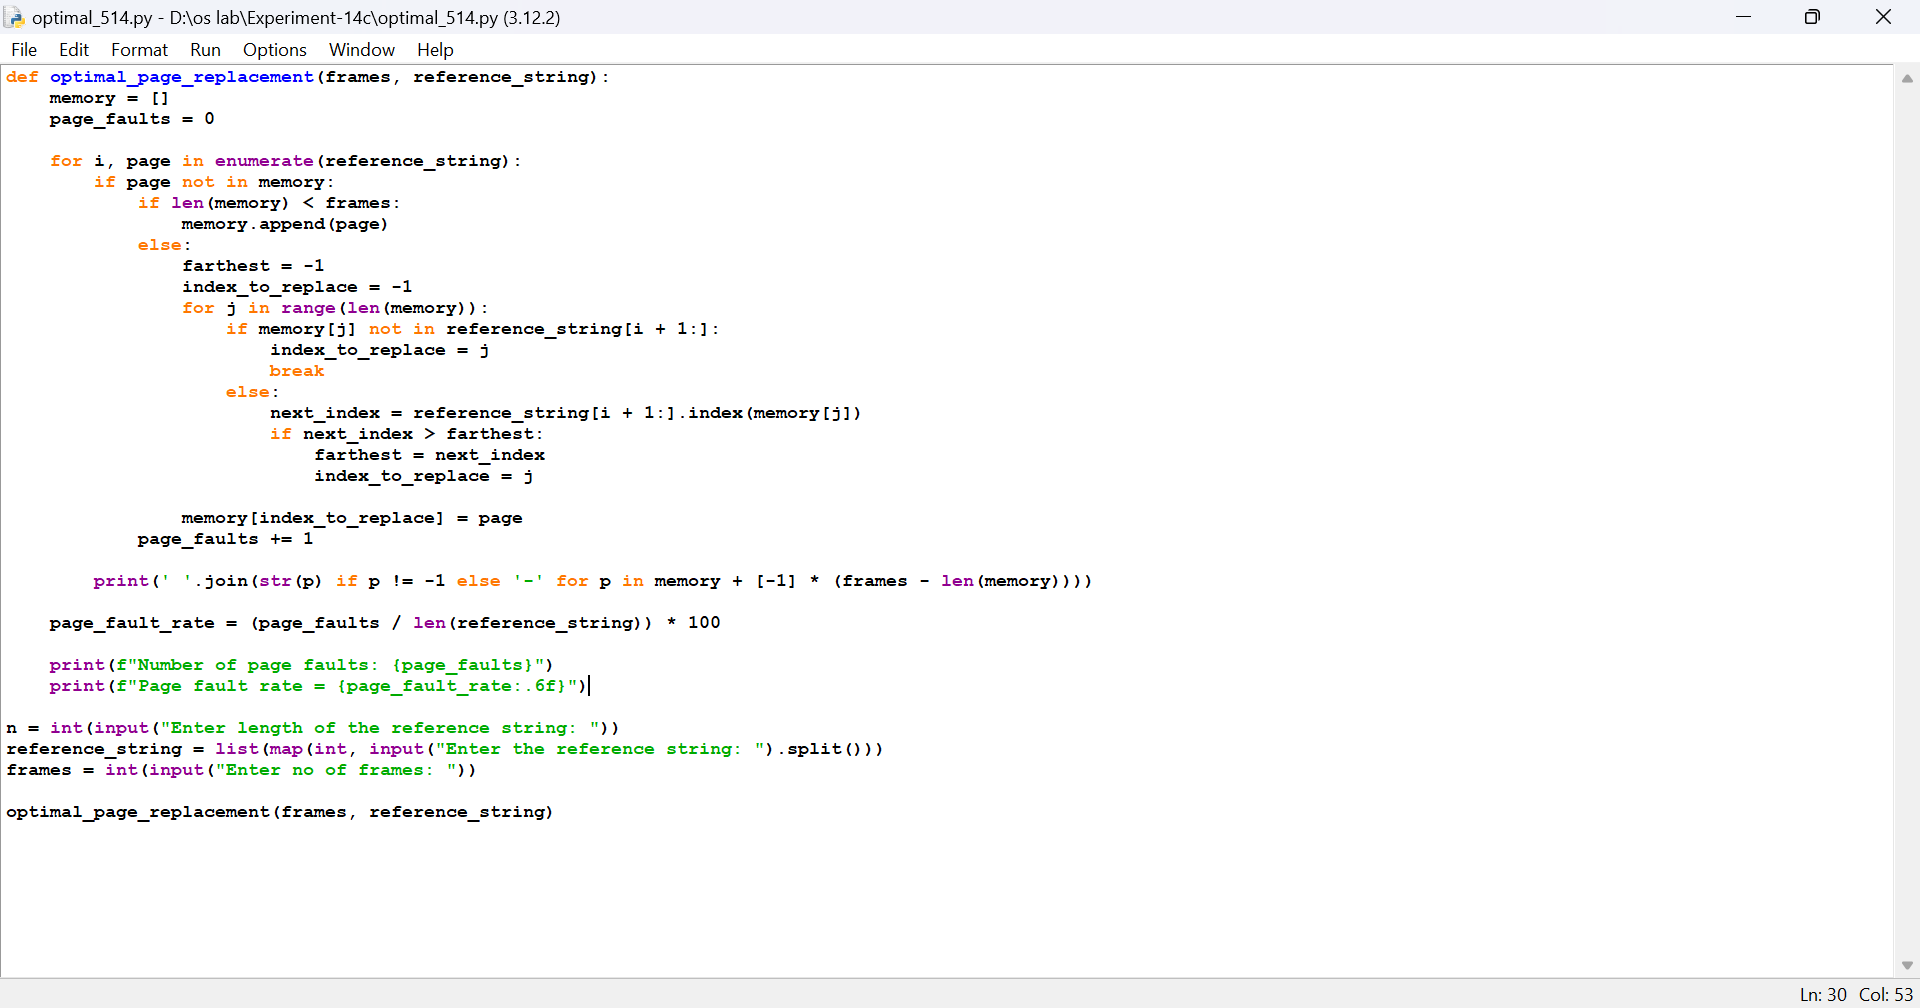 optimal_514.py - D:\os lab\Experiment-14c\optimal_514.py (3.12.2)
File Edit Format Run Options Window Help
def optimal_page_replacement(frames, reference_string):
    memory = []
    page_faults = 0
    for i, page in enumerate(reference_string):
        if page not in memory:
            if len(memory) < frames:
                memory.append(page)
            else:
                farthest = -1
                index_to_replace = -1
                for j in range(len(memory)):
                    if memory[j] not in reference_string[i + 1:]:
                        index_to_replace = j
                        break
                    else:
                        next_index = reference_string[i + 1:].index(memory[j])
                        if next_index > farthest:
                            farthest = next_index
                            index_to_replace = j
                memory[index_to_replace] = page
            page_faults += 1
        print(' '.join(str(p) if p != -1 else '-' for p in memory + [-1] * (frames - len(memory))))
    page_fault_rate = (page_faults / len(reference_string)) * 100
    print(f"Number of page faults: {page_faults}")
    print(f"Page fault rate = {page_fault_rate:.6f}")
n = int(input("Enter length of the reference string: "))
reference_string = list(map(int, input("Enter the reference string: ").split()))
frames = int(input("Enter no of frames: "))
optimal_page_replacement(frames, reference_string)
Ln: 30 Col: 53